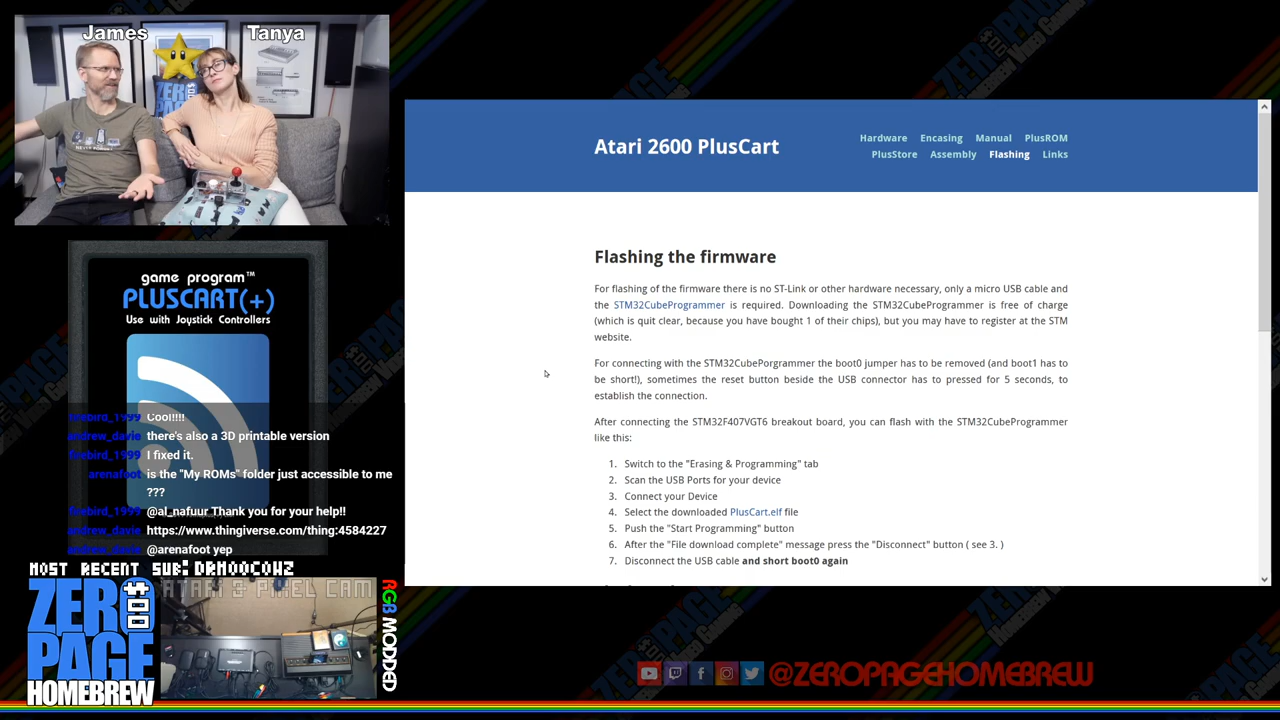 James
Tanya
game program™
PLUSCART(+)
Use with Joystick Controllers
firebird_1999 Cool!!!!
andrew_davie there's also a 3D printable version
firebird_1999 I fixed it.
arenafoot is the "My ROMs" folder just accessible to me
???
firebird_1999 @al_nafuur Thank you for your help!!
andrew_davie https://www.thingiverse.com/thing:4584227
andrew_davie @arenafoot yep
MOST RECENT SUB: DRMOOCOWZ
ATARI & PIXEL CAM
RGB MODDED
ZERO
PAGE
HOMEBREW
Atari 2600 PlusCart
Hardware Encasing Manual PlusROM
PlusStore Assembly Flashing Links
Flashing the firmware
For flashing of the firmware there is no ST-Link or other hardware necessary, only a micro USB cable and
the STM32CubeProgrammer is required. Downloading the STM32CubeProgrammer is free of charge
(which is quit clear, because you have bought 1 of their chips), but you may have to register at the STM
website.
For connecting with the STM32CubePorgrammer the boot0 jumper has to be removed (and boot1 has to
be short!), sometimes the reset button beside the USB connector has to pressed for 5 seconds, to
establish the connection.
After connecting the STM32F407VGT6 breakout board, you can flash with the STM32CubeProgrammer
like this:
1. Switch to the "Erasing & Programming" tab
2. Scan the USB Ports for your device
3. Connect your Device
4. Select the downloaded PlusCart.elf file
5. Push the "Start Programming" button
6. After the "File download complete" message press the "Disconnect" button ( see 3. )
7. Disconnect the USB cable and short boot0 again
@ZEROPAGEHOMEBREW